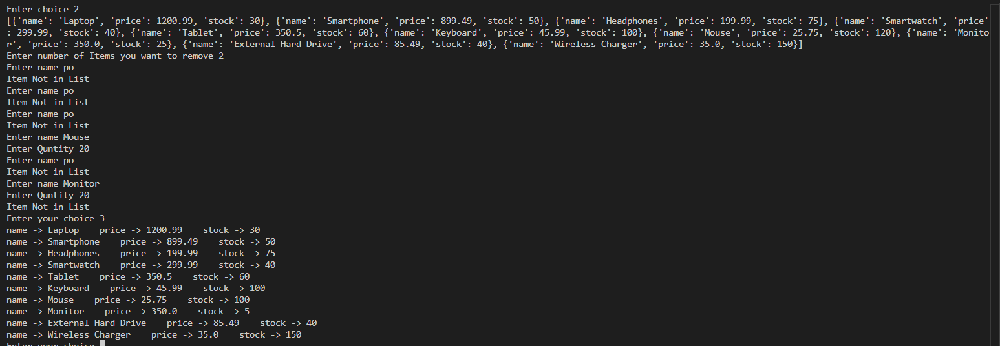 Enter choice 2
[{'name': 'Laptop', 'price': 1200.99, 'stock': 30}, {'name': 'Smartphone', 'price': 899.49, 'stock': 50}, {'name': 'Headphones', 'price': 199.99, 'stock': 75}, {'name': 'Smartwatch', 'price'
: 299.99, 'stock': 40}, {'name': 'Tablet', 'price': 350.5, 'stock': 60}, {'name': 'Keyboard', 'price': 45.99, 'stock': 100}, {'name': 'Mouse', 'price': 25.75, 'stock': 120}, {'name': 'Monito
r', 'price': 350.0, 'stock': 25}, {'name': 'External Hard Drive', 'price': 85.49, 'stock': 40}, {'name': 'Wireless Charger', 'price': 35.0, 'stock': 150}]
Enter number of Items you want to remove 2
Enter name po
Item Not in List
Enter name po
Item Not in List
Enter name po
Item Not in List
Enter name Mouse
Enter Quntity 20
Enter name po
Item Not in List
Enter name Monitor
Enter Quntity 20
Item Not in List
Enter your choice 3
name -> Laptop    price -> 1200.99    stock -> 30
name -> Smartphone    price -> 899.49    stock -> 50
name -> Headphones    price -> 199.99    stock -> 75
name -> Smartwatch    price -> 299.99    stock -> 40
name -> Tablet    price -> 350.5    stock -> 60
name -> Keyboard    price -> 45.99    stock -> 100
name -> Mouse    price -> 25.75    stock -> 100
name -> Monitor    price -> 350.0    stock -> 5
name -> External Hard Drive    price -> 85.49    stock -> 40
name -> Wireless Charger    price -> 35.0    stock -> 150
Enter your choice